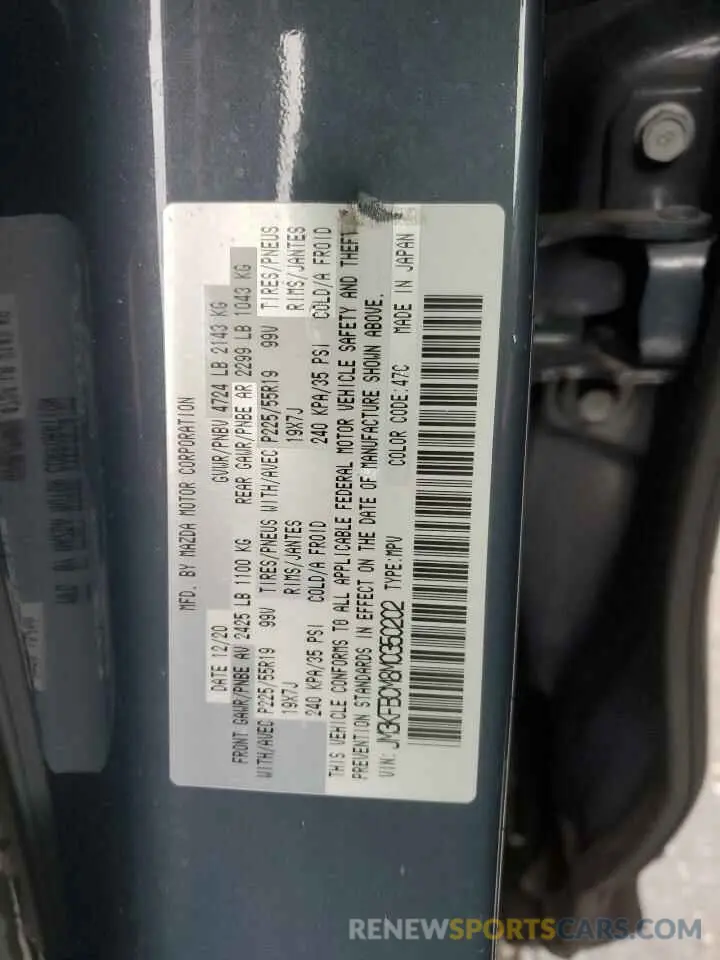 MFD. BY MAZDA MOTOR CORPORATION
DATE 12/20 GVWR/PNBV 4724 LB 2143 KG
FRONT GAWR/PNBE AV 2425 LB 1100 KG REAR GAWR/PNBE AR 2299 LB 1043 KG
WITH/AVEC P225/55R19 99V TIRES/PNEUS WITH/AVEC P225/55R19 99V TIRES/PNEUS
19X7J RIMS/JANTES 19X7J RIMS/JANTES
240 KPA/35 PSI COLD/A FROID 240 KPA/35 PSI COLD/A FROID
THIS VEHICLE CONFORMS TO ALL APPLICABLE FEDERAL MOTOR VEHICLE SAFETY AND THEFT
PREVENTION STANDARDS IN EFFECT ON THE DATE OF MANUFACTURE SHOWN ABOVE.
VIN: JM3KFBCM8M0350202 TYPE:MPV COLOR CODE:47C MADE IN JAPAN
RENEWSPORTSCARS.COM